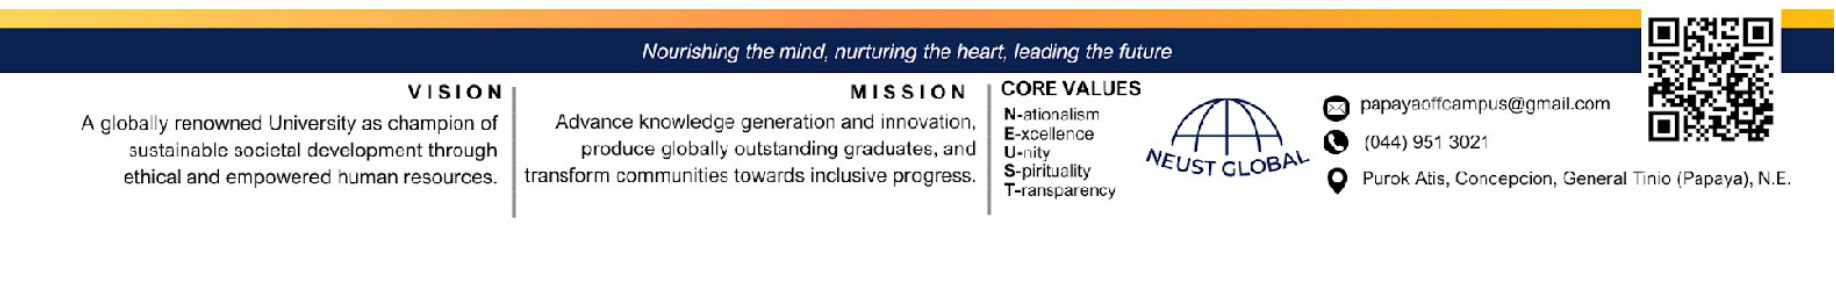 Nourishing the mind, nurturing the heart, leading the future
VISION
A globally renowned University as champion of
sustainable societal development through
ethical and empowered human resources.
MISSION
Advance knowledge generation and innovation,
produce globally outstanding graduates, and
transform communities towards inclusive progress.
CORE VALUES
N-ationalism
E-xcellence
U-nity
S-pirituality
T-ransparency
NEUST GLOBAL
papayaoffcampus@gmail.com
(044) 951 3021
Purok Atis, Concepcion, General Tinio (Papaya), N.E.